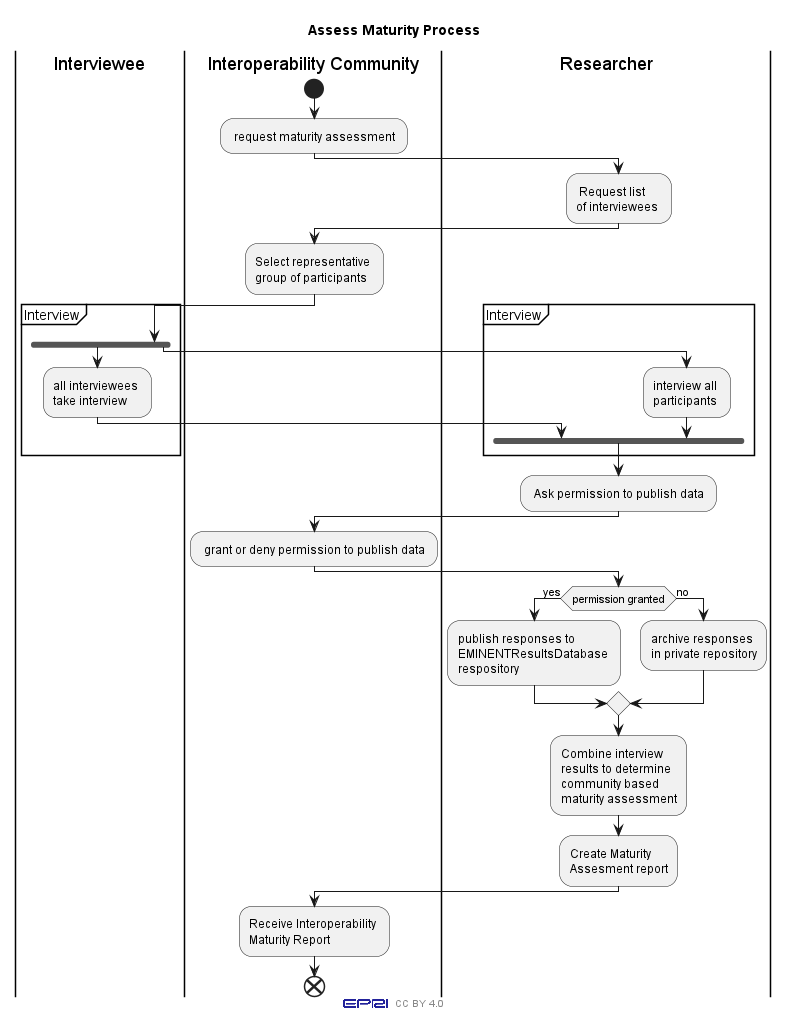 Assess Maturity Process
Interviewee
Interoperability Community
Researcher
request maturity assessment
Request list
of interviewees
Select representative
group of participants
Interview
Interview
all interviewees
take interview
interview all
participants
Ask permission to publish data
grant or deny permission to publish data
yes
permission granted
no
publish responses to
EMINENTResultsDatabase
respository
archive responses
in private repository
Combine interview
results to determine
community based
maturity assessment
Create Maturity
Assesment report
Receive Interoperability
Maturity Report
EPRI CC BY 4.0